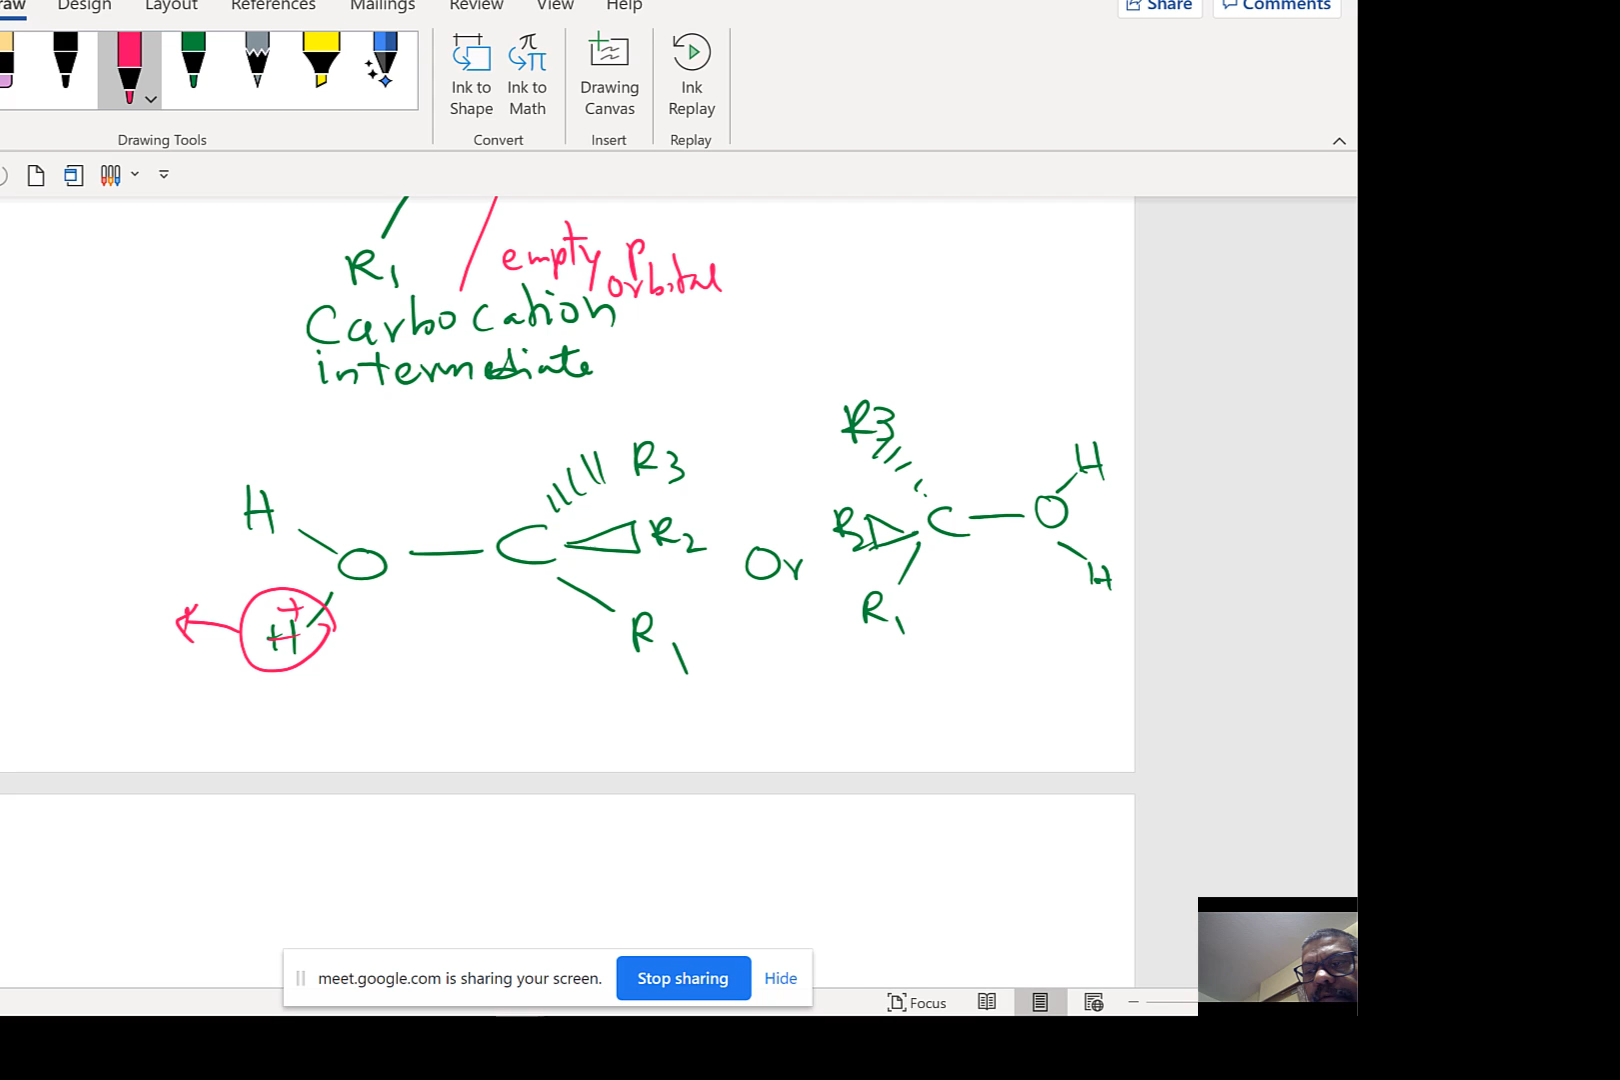 aw Design Layout References Mailings Review View Help Share Comments
Ink to Shape
Ink to Math
Drawing Canvas
Ink Replay
Drawing Tools
Convert
Insert
Replay
R1
empty p
orbital
Carbocation
intermediate
H
O
C
R3
R2
R1
H+
Or
R3
R2
R1
C
O
H
H
meet.google.com is sharing your screen. Stop sharing Hide
Focus